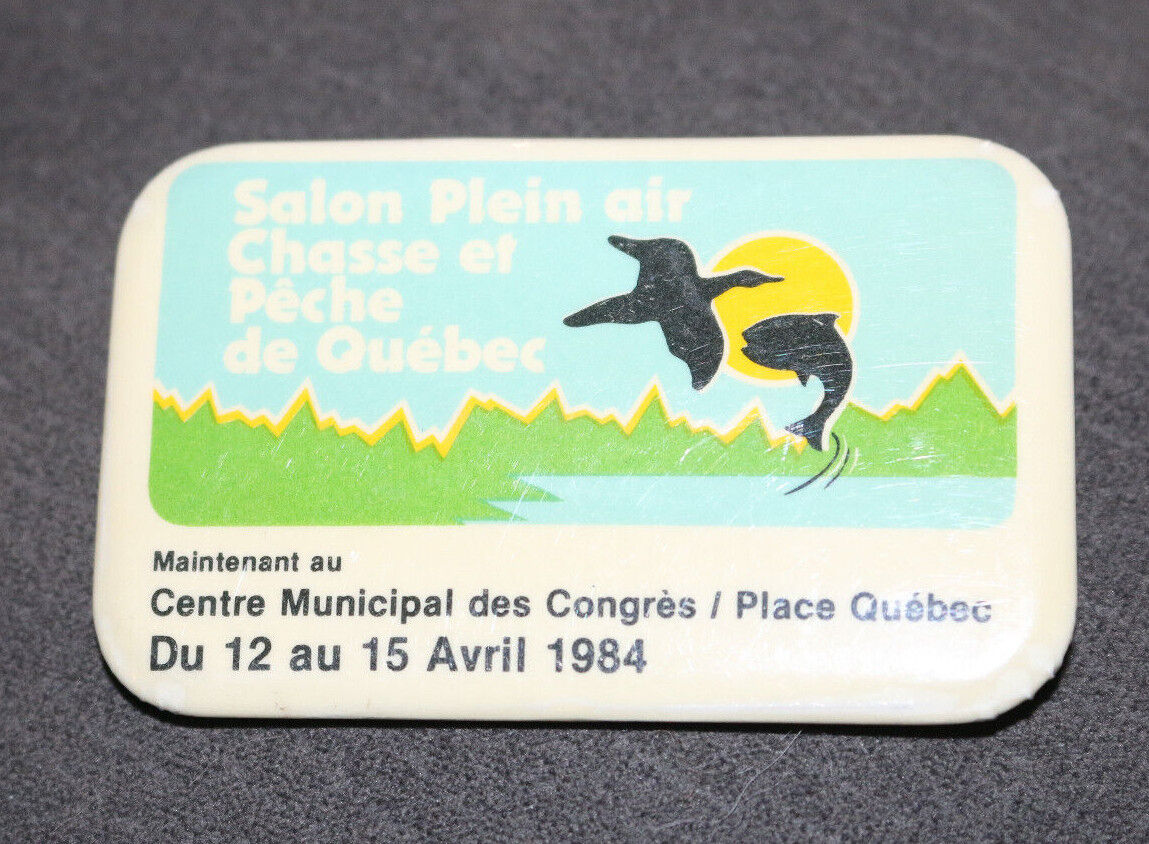 Salon Plein air
Chasse et
Pêche
de Québec
Maintenant au
Centre Municipal des Congrès / Place Québec
Du 12 au 15 Avril 1984